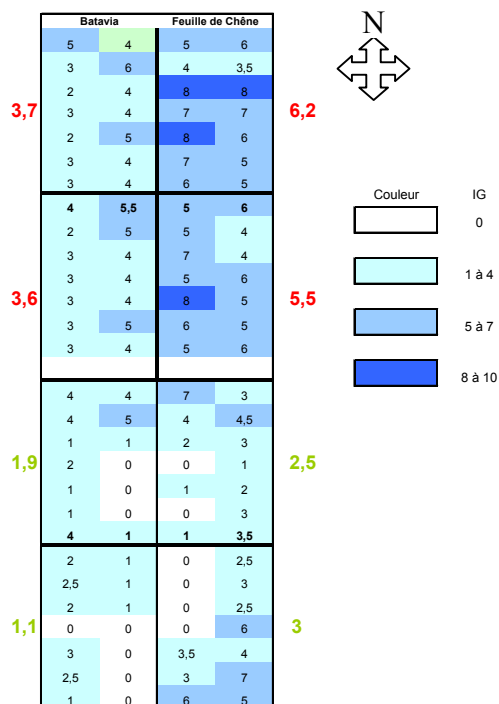 Batavia Feuille de Chêne N
5 4 5 6
3 6 4 3,5
2 4 8 8
3,7 3 4 7 7 6,2
2 5 8 6
3 4 7 5
3 4 6 5
Couleur IG
4 5,5 5 6
0
2 5 5 4
3 4 7 4
3 4 5 6
1 à 4
3,6 3 4 8 5 5,5
3 5 6 5
5 à 7
3 4 5 6
8 à 10
4 4 7 3
4 5 4 4,5
1 1 2 3
1,9 2 0 0 1 2,5
1 0 1 2
1 0 0 3
4 1 1 3,5
2 1 0 2,5
2,5 1 0 3
2 1 0 2,5
1,1 0 0 0 6 3
3 0 3,5 4
2,5 0 3 7
1 0 6 5